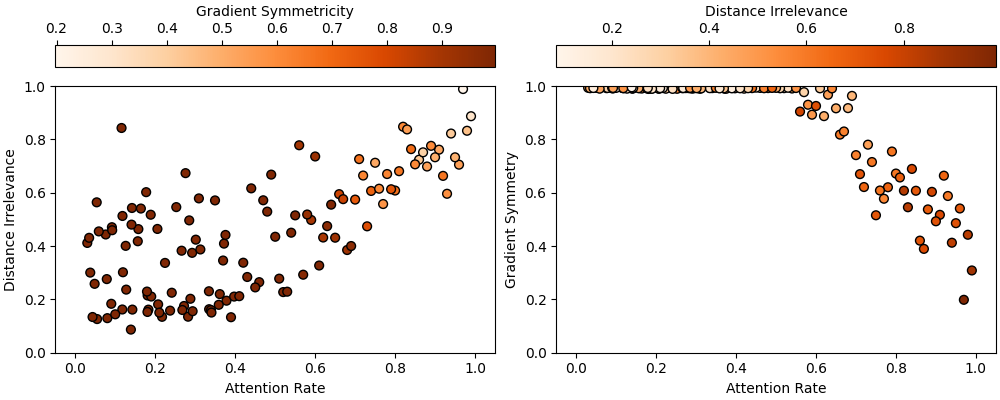 Gradient Symmetricity
0.2 0.3 0.4 0.5 0.6 0.7 0.8 0.9
1.0
0.8
0.6
0.4
0.2
0.0
Distance Irrelevance
0.0 0.2 0.4 0.6 0.8 1.0
Attention Rate
Distance Irrelevance
0.2 0.4 0.6 0.8
1.0
0.8
0.6
0.4
0.2
0.0
Gradient Symmetry
0.0 0.2 0.4 0.6 0.8 1.0
Attention Rate